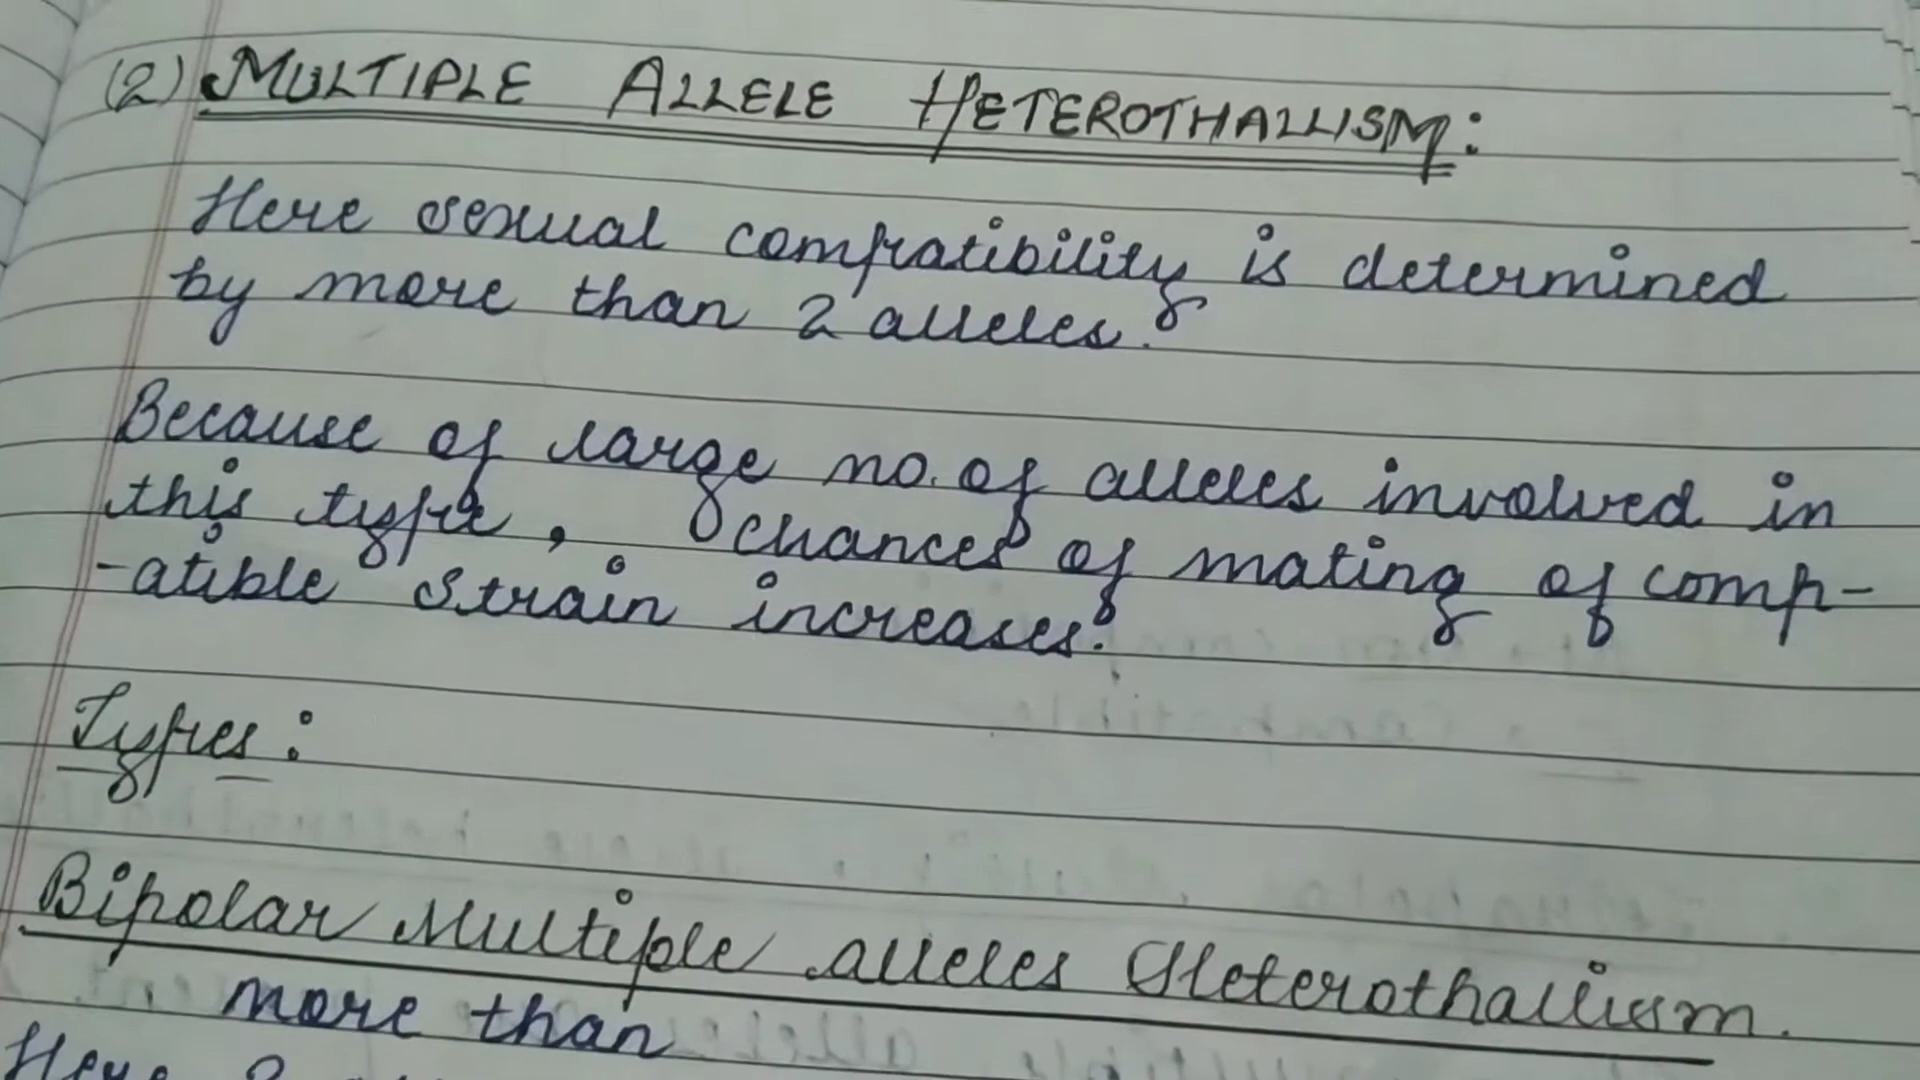 (2) MULTIPLE ALLELE HETEROTHALLISM:
Here sexual compatibility is determined
by more than 2 alleles.
Because of large no. of alleles involved in
this type, chances of mating of comp-
-atible strain increases.
Types:
Bipolar Multiple alleles Heterothallism.
more than
Here 2